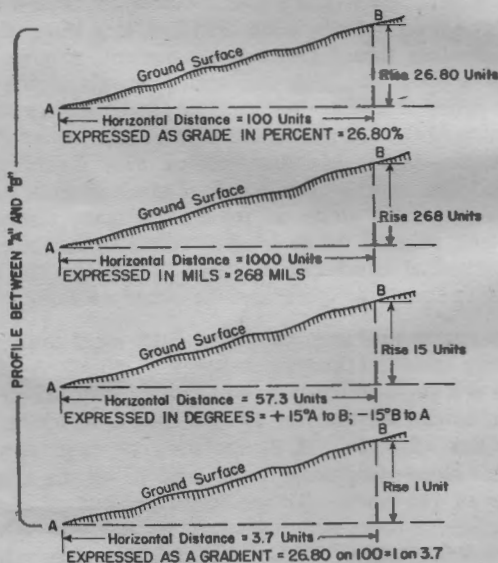 PROFILE BETWEEN "A" AND "B"
B
Ground Surface
Rise 26.80 Units
A
Horizontal Distance = 100 Units
EXPRESSED AS GRADE IN PERCENT = 26.80%
B
Ground Surface
Rise 268 Units
A
Horizontal Distance = 1000 Units
EXPRESSED IN MILS = 268 MILS
B
Ground Surface
Rise 15 Units
A
Horizontal Distance = 57.3 Units
EXPRESSED IN DEGREES = + 15° A to B; - 15° B to A
B
Ground Surface
Rise 1 Unit
A
Horizontal Distance = 3.7 Units
EXPRESSED AS A GRADIENT = 26.80 on 100 = 1 on 3.7